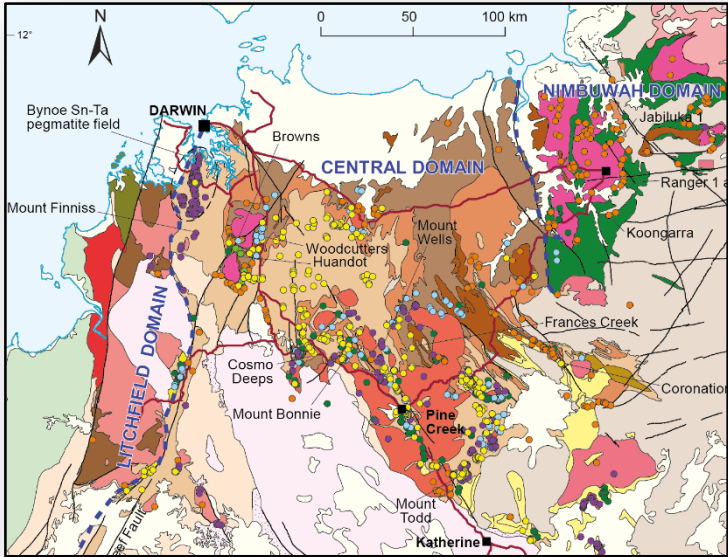 0 50 100 km
12°
N
Bynoe Sn-Ta
pegmatite field
DARWIN
NIMBUWAH DOMAIN
Jabiluka 1
Browns
CENTRAL DOMAIN
Ranger 1 a
Mount Finniss
Koongarra
Mount
Wells
Woodcutters
Huandot
Frances Creek
LITCHFIELD DOMAIN
Cosmo
Deeps
Coronation
Mount Bonnie
Pine
Creek
Mount
Todd
Katherine
ef Fault